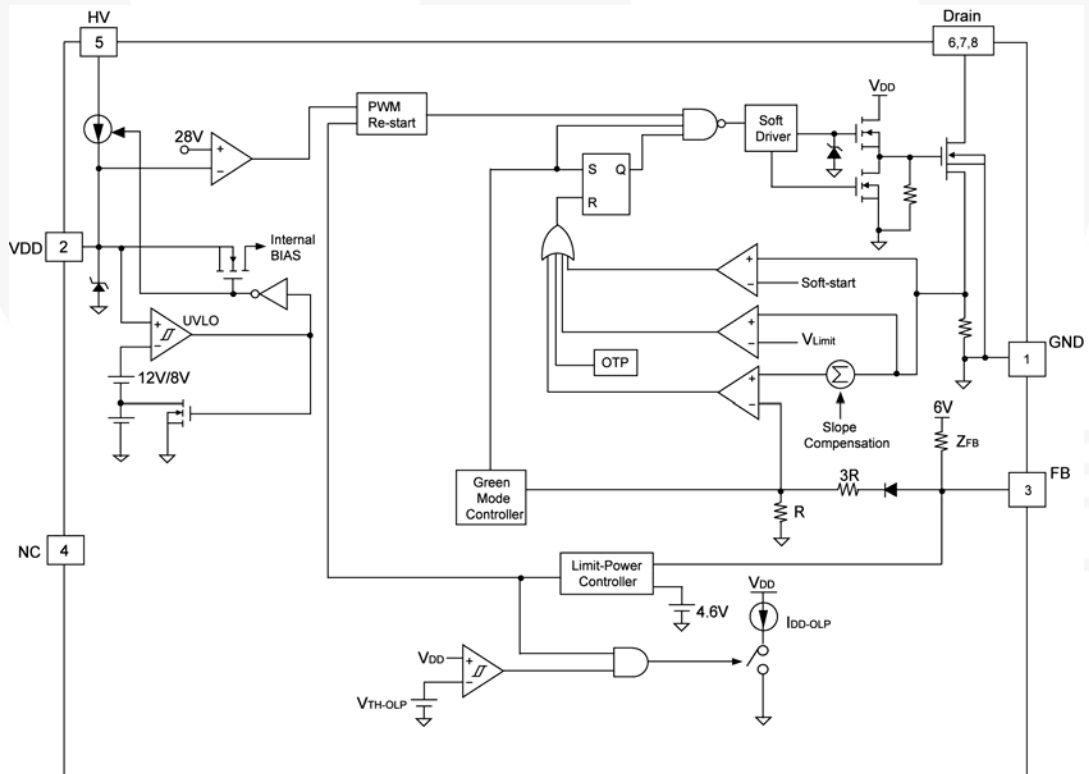 HV
5
Drain
6,7,8
PWM
Re-start
VDD
Soft
Driver
28V
+
−
S
Q
R
VDD
2
Internal
BIAS
+
−
Soft-start
UVLO
+
−
+
−
VLimit
GND
1
OTP
12V/8V
+
−
Σ
Slope
Compensation
6V
ZFB
FB
3
Green
Mode
Controller
3R
R
NC
4
Limit-Power
Controller
4.6V
VDD
IDD-OLP
VDD
+
−
VTH-OLP